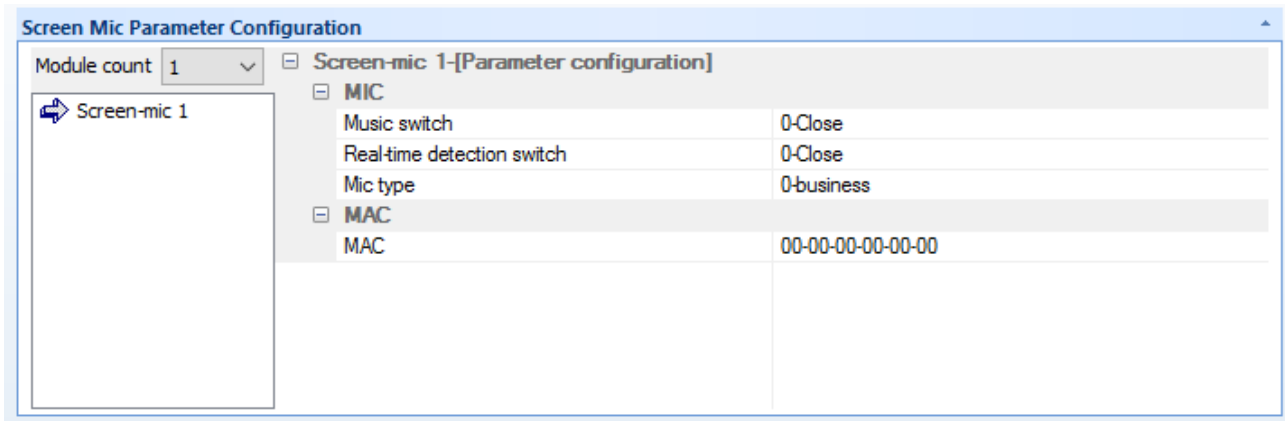 Screen Mic Parameter Configuration
Module count 1
Screen-mic 1
Screen-mic 1-[Parameter configuration]
MIC
Music switch 0-Close
Real-time detection switch 0-Close
Mic type 0-business
MAC
MAC 00-00-00-00-00-00